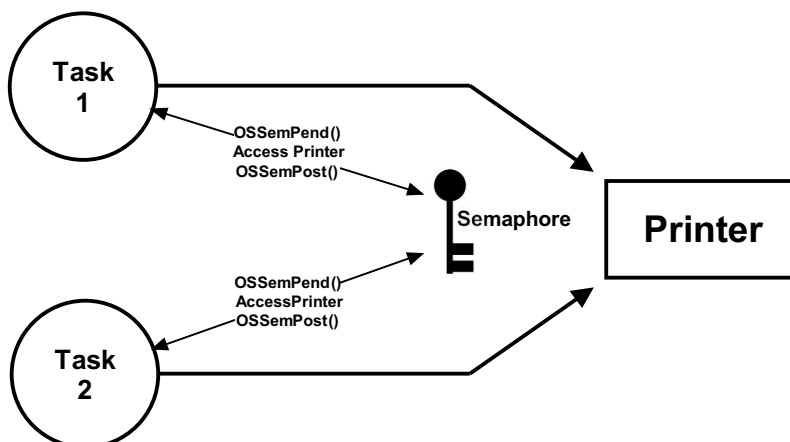 Task
1
OSSemPend()
Access Printer
OSSemPost()
Semaphore
Printer
OSSemPend()
AccessPrinter
OSSemPost()
Task
2